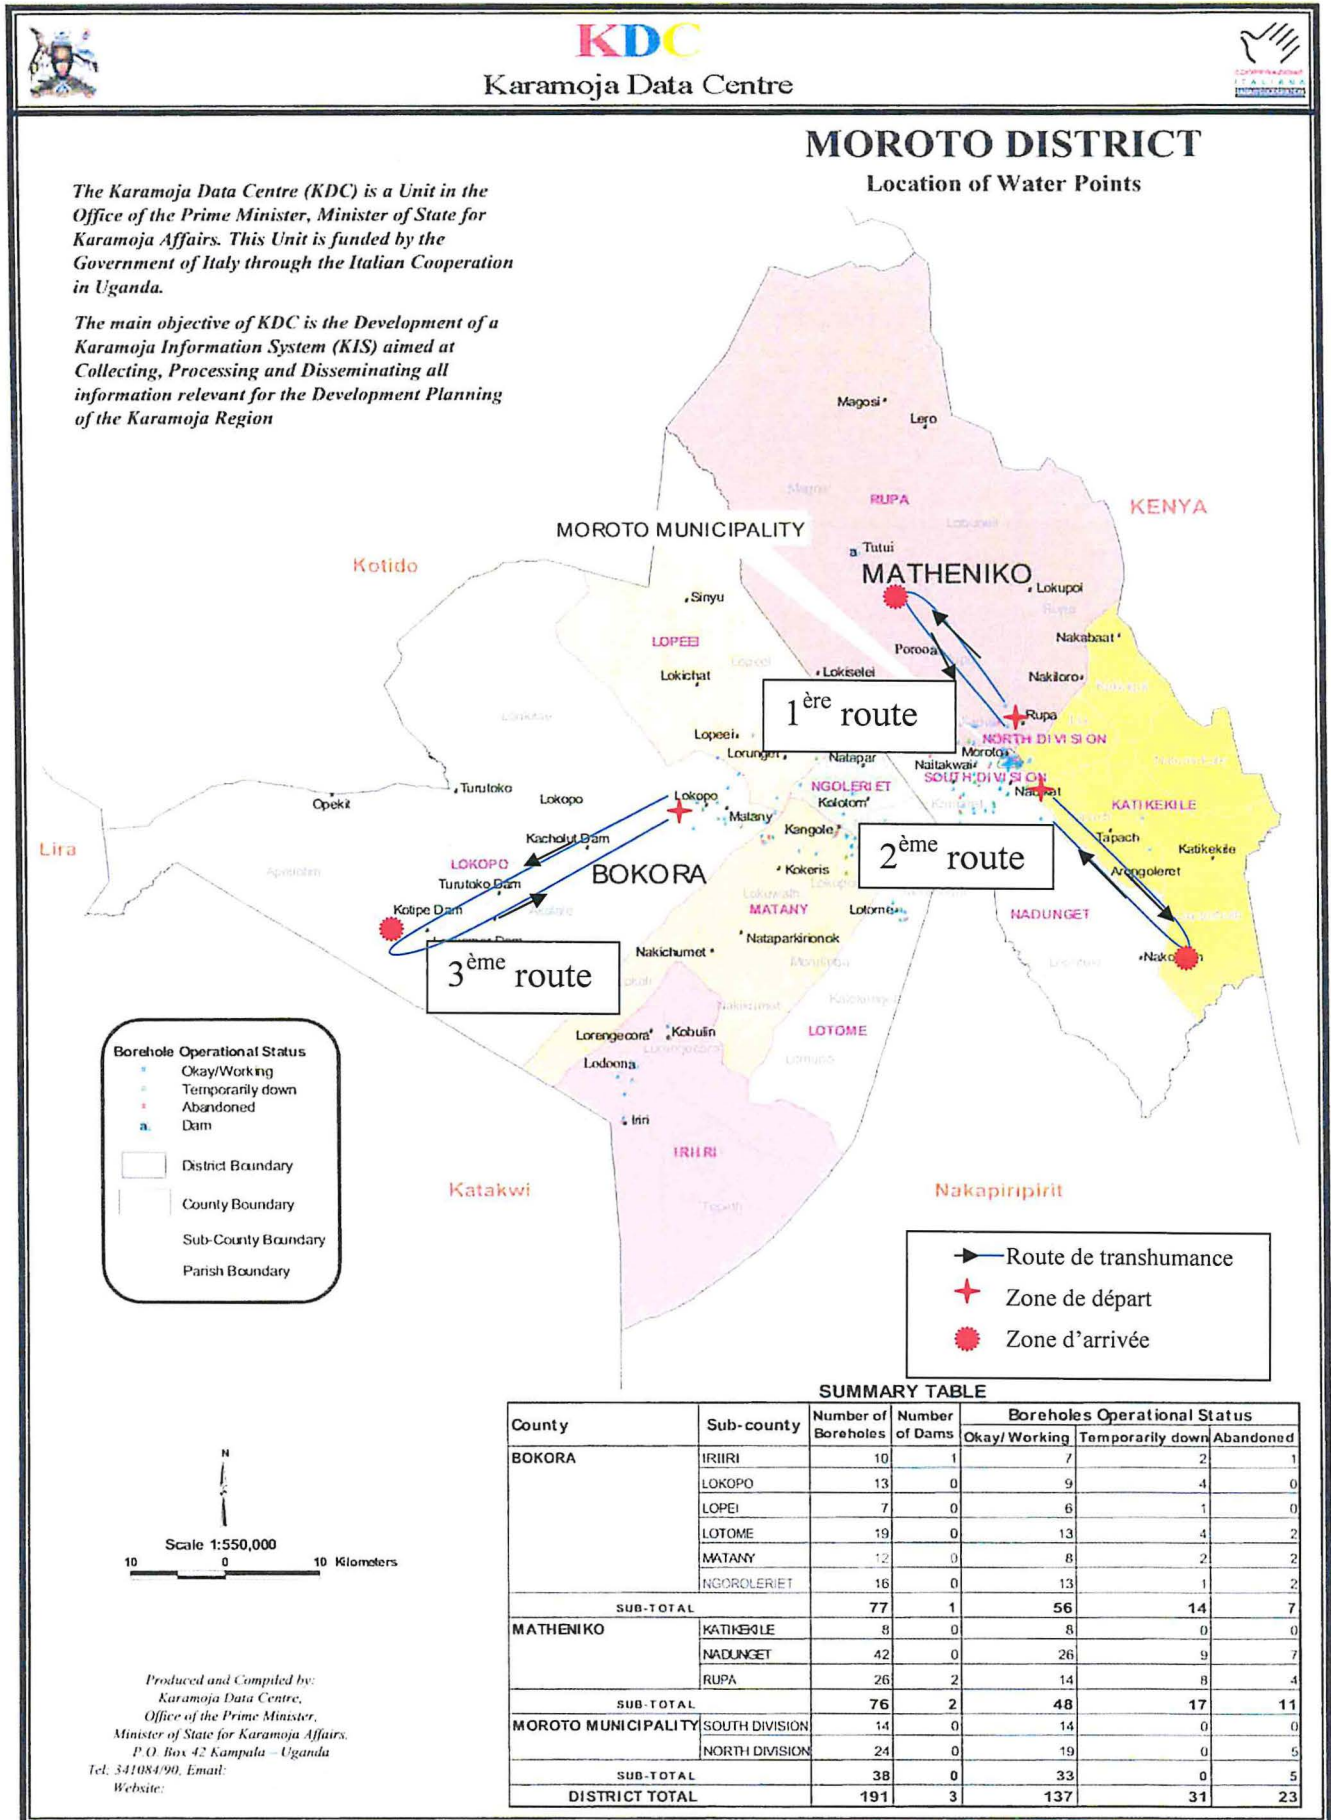 KDC
Karamoja Data Centre
MOROTO DISTRICT
Location of Water Points
The Karamoja Data Centre (KDC) is a Unit in the
Office of the Prime Minister, Minister of State for
Karamoja Affairs. This Unit is funded by the
Government of Italy through the Italian Cooperation
in Uganda.
The main objective of KDC is the Development of a
Karamoja Information System (KIS) aimed at
Collecting, Processing and Disseminating all
information relevant for the Development Planning
of the Karamoja Region
Magosi
Lero
RUPA
KENYA
MOROTO MUNICIPALITY
Kotido
a Tutui
MATHENIKO
Lokupoi
Sinyu
Rupa
LOPEEI
Nakabaat
Porooa
Lopeei
Lokiselei
Lokichat
Nakiloro
1ère route
Rupa
Lopeei
NORTH DIVISION
Lorunget
Natapar
Moroto
Naitakwai
NGOLERIET
SOUTH DIVISION
Turutoko
Lokopo
Lokopo
Kolotom
KATIKEKILE
Opekit
Matany
Kangole
Tapach
Kacholut Dam
2ème route
Katikekile
Lira
LOKOPO
BOKORA
Kokeris
Arengoleret
Turutoko Dam
MATANY
Lotome
NADUNGET
Kotipe Dam
Nataparkirionok
3ème route
Nakichumet
LOTOME
Lorengecora
Kobulin
Lodoona
Iriri
IRIIRI
Katakwi
Nakapiripirit
Borehole Operational Status
Okay/Working
Temporarily down
Abandoned
a Dam
District Boundary
County Boundary
Sub-County Boundary
Parish Boundary
Route de transhumance
Zone de départ
Zone d'arrivée
SUMMARY TABLE
County Sub-county Number of Boreholes Number of Dams Boreholes Operational Status
Okay/Working Temporarily down Abandoned
BOKORA IRIIRI 10 1 7 2 1
LOKOPO 13 0 9 4 0
LOPEI 7 0 6 1 0
LOTOME 19 0 13 4 2
MATANY 12 0 8 2 2
NGOROLERIET 16 0 13 1 2
SUB-TOTAL 77 1 56 14 7
MATHENIKO KATIKEKILE 8 0 8 0 0
NADUNGET 42 0 26 9 7
RUPA 26 2 14 8 4
SUB-TOTAL 76 2 48 17 11
MOROTO MUNICIPALITY SOUTH DIVISION 14 0 14 0 0
NORTH DIVISION 24 0 19 0 5
SUB-TOTAL 38 0 33 0 5
DISTRICT TOTAL 191 3 137 31 23
N
Scale 1:550,000
10 0 10 Kilometers
Produced and Compiled by:
Karamoja Data Centre,
Office of the Prime Minister,
Minister of State for Karamoja Affairs.
P.O. Box 42 Kampala – Uganda
Tel: 341084/90, Email:
Website: